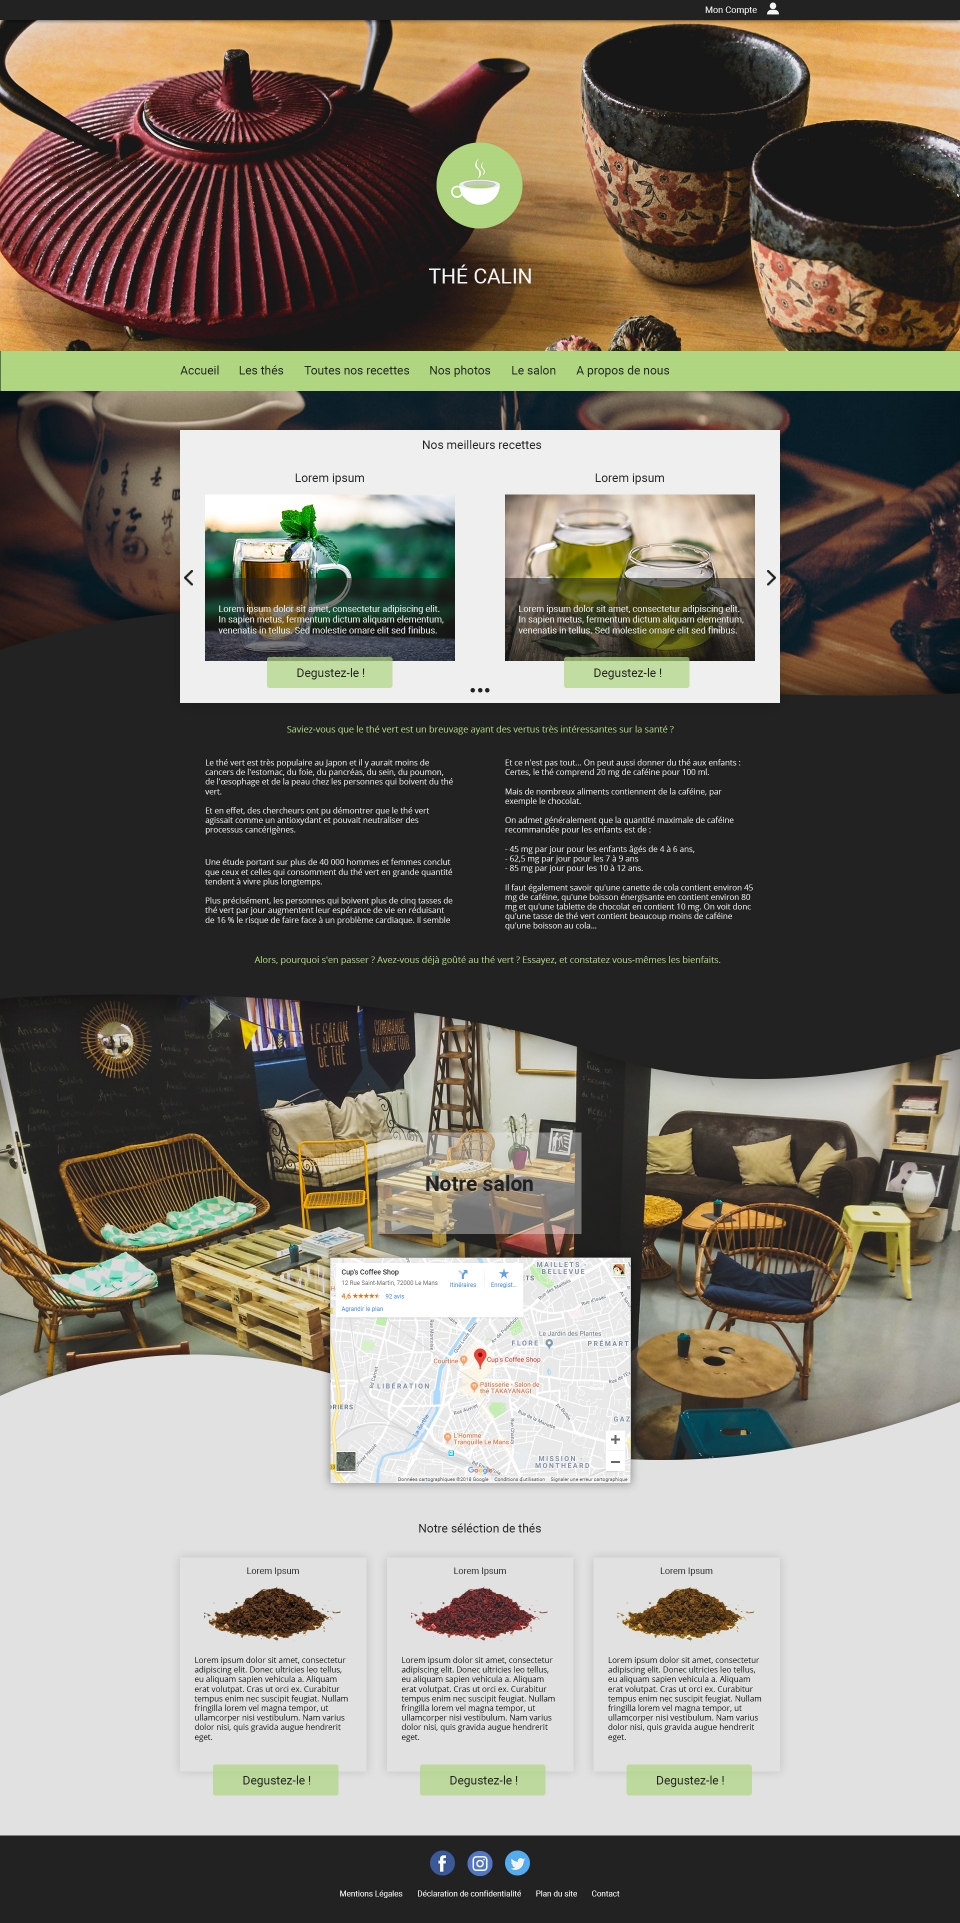 Mon Compte
THÉ CALIN
Accueil Les thés Toutes nos recettes Nos photos Le salon A propos de nous
Nos meilleurs recettes
Lorem ipsum
Lorem ipsum dolor sit amet, consectetur adipiscing elit.
In sapien metus, fermentum dictum aliquam elementum,
venenatis in tellus. Sed molestie ornare elit sed finibus.
Degustez-le !
Lorem ipsum
Lorem ipsum dolor sit amet, consectetur adipiscing elit.
In sapien metus, fermentum dictum aliquam elementum,
venenatis in tellus. Sed molestie ornare elit sed finibus.
Degustez-le !
Saviez-vous que le thé vert est un breuvage ayant des vertus très intéressantes sur la santé ?
Le thé vert est très populaire au Japon et il y aurait moins de
cancers de l'estomac, du foie, du pancréas, du sein, du poumon,
de l'œsophage et de la peau chez les personnes qui boivent du thé
vert.
Et en effet, des chercheurs ont pu démontrer que le thé vert
agissait comme un antioxydant et pouvait neutraliser des
processus cancérigènes.
Une étude portant sur plus de 40 000 hommes et femmes conclut
que ceux et celles qui consomment du thé vert en grande quantité
tendent à vivre plus longtemps.
Plus précisément, les personnes qui boivent plus de cinq tasses de
thé vert par jour augmentent leur espérance de vie en réduisant
de 16 % le risque de faire face à un problème cardiaque. Il semble
Et ce n'est pas tout... On peut aussi donner du thé aux enfants :
Certes, le thé comprend 20 mg de caféine pour 100 ml.
Mais de nombreux aliments contiennent de la caféine, par
exemple le chocolat.
On admet généralement que la quantité maximale de caféine
recommandée pour les enfants est de :
- 45 mg par jour pour les enfants âgés de 4 à 6 ans,
- 62,5 mg par jour pour les 7 à 9 ans
- 85 mg par jour pour les 10 à 12 ans.
Il faut également savoir qu'une canette de cola contient environ 45
mg de caféine, qu'une boisson énergisante en contient environ 80
mg et qu'une tablette de chocolat en contient 10 mg. On voit donc
qu'une tasse de thé vert contient beaucoup moins de caféine
qu'une boisson au cola...
Alors, pourquoi s'en passer ? Avez-vous déjà goûté au thé vert ? Essayez, et constatez vous-mêmes les bienfaits.
LE SALON
DE THÉ
Notre salon
Cup's Coffee Shop
12 Rue Saint-Martin, 72000 Le Mans
4,6 ★★★★★ 92 avis
Agrandir le plan
Itinéraires
Enregist...
MAILLETS -
BELLEVUE
Le Jardin des Plantes
FLORE
PRÉMART
Courtine
Cup's Coffee Shop
LIBÉRATION
Pâtisserie - Salon de
thé TAKAYANAGI
RIERS
GAZ
L'Homme
Tranquille Le Mans
MISSION -
MONTHÉARD
Google
Données cartographiques ©2018 Google Conditions d'utilisation Signaler une erreur cartographique
Notre séléction de thés
Lorem Ipsum
Lorem ipsum dolor sit amet, consectetur
adipiscing elit. Donec ultricies leo tellus,
eu aliquam sapien vehicula a. Aliquam
erat volutpat. Cras ut orci ex. Curabitur
tempus enim nec suscipit feugiat. Nullam
fringilla lorem vel magna tempor, ut
ullamcorper nisi vestibulum. Nam varius
dolor nisi, quis gravida augue hendrerit
eget.
Degustez-le !
Lorem Ipsum
Lorem ipsum dolor sit amet, consectetur
adipiscing elit. Donec ultricies leo tellus,
eu aliquam sapien vehicula a. Aliquam
erat volutpat. Cras ut orci ex. Curabitur
tempus enim nec suscipit feugiat. Nullam
fringilla lorem vel magna tempor, ut
ullamcorper nisi vestibulum. Nam varius
dolor nisi, quis gravida augue hendrerit
eget.
Degustez-le !
Lorem Ipsum
Lorem ipsum dolor sit amet, consectetur
adipiscing elit. Donec ultricies leo tellus,
eu aliquam sapien vehicula a. Aliquam
erat volutpat. Cras ut orci ex. Curabitur
tempus enim nec suscipit feugiat. Nullam
fringilla lorem vel magna tempor, ut
ullamcorper nisi vestibulum. Nam varius
dolor nisi, quis gravida augue hendrerit
eget.
Degustez-le !
Mentions Légales Déclaration de confidentialité Plan du site Contact